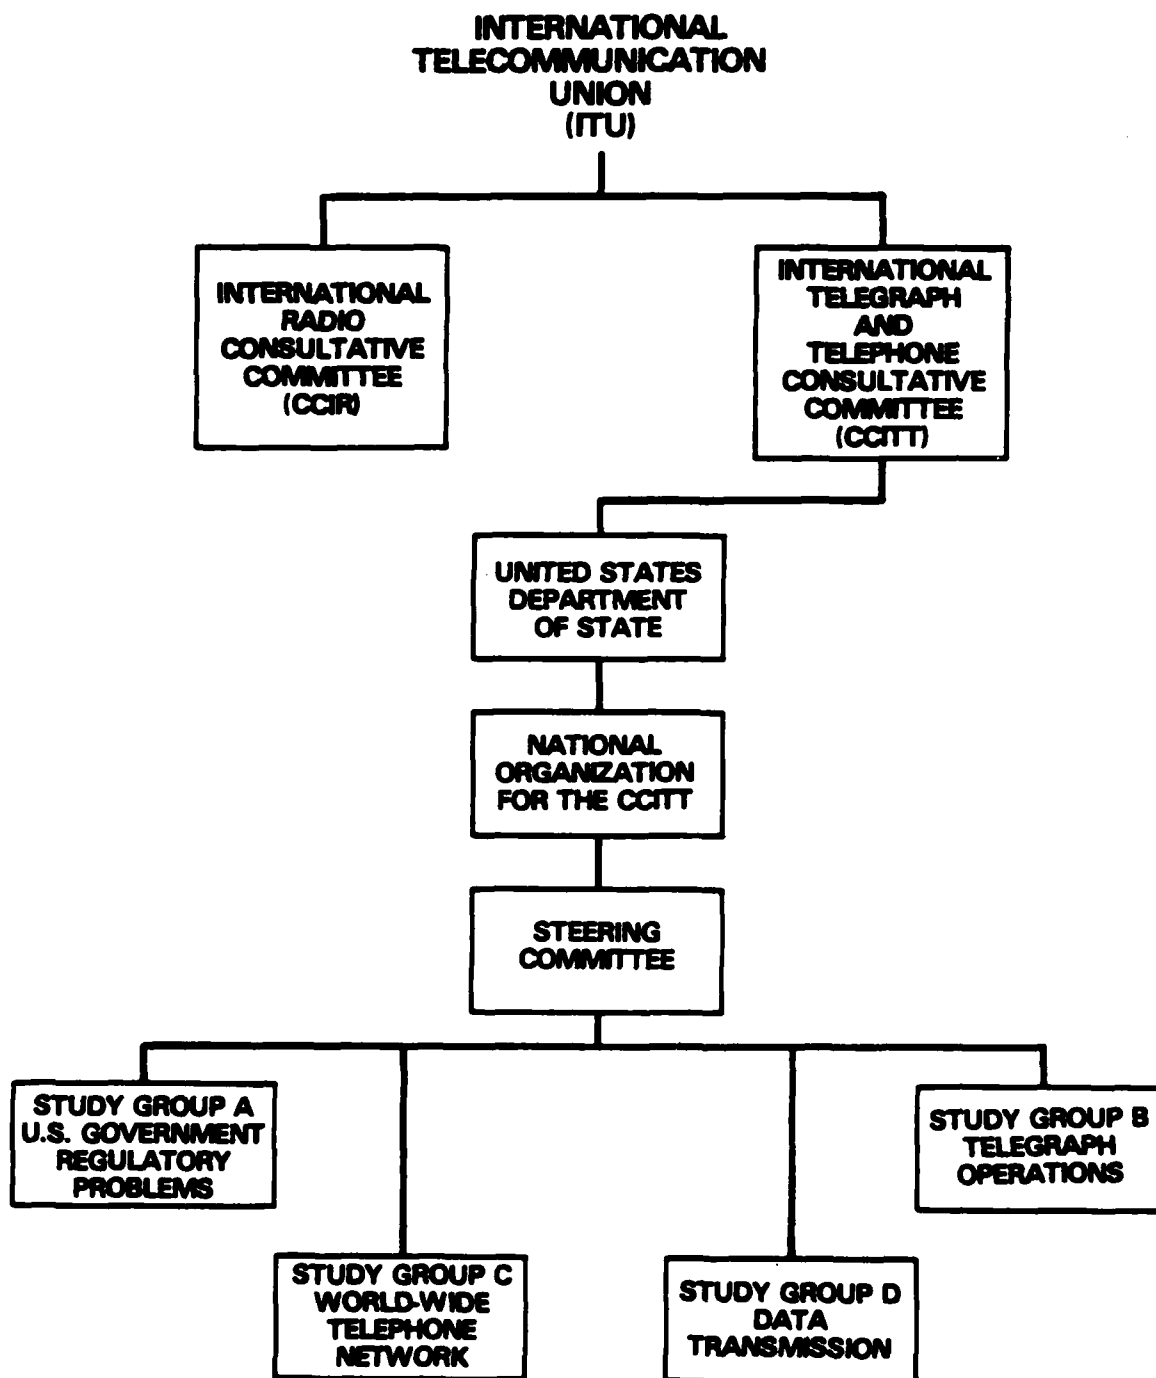 INTERNATIONAL
TELECOMMUNICATION
UNION
(ITU)
INTERNATIONAL
RADIO
CONSULTATIVE
COMMITTEE
(CCIR)
INTERNATIONAL
TELEGRAPH
AND
TELEPHONE
CONSULTATIVE
COMMITTEE
(CCITT)
UNITED STATES
DEPARTMENT
OF STATE
NATIONAL
ORGANIZATION
FOR THE CCITT
STEERING
COMMITTEE
STUDY GROUP A
U.S. GOVERNMENT
REGULATORY
PROBLEMS
STUDY GROUP B
TELEGRAPH
OPERATIONS
STUDY GROUP C
WORLD-WIDE
TELEPHONE
NETWORK
STUDY GROUP D
DATA
TRANSMISSION